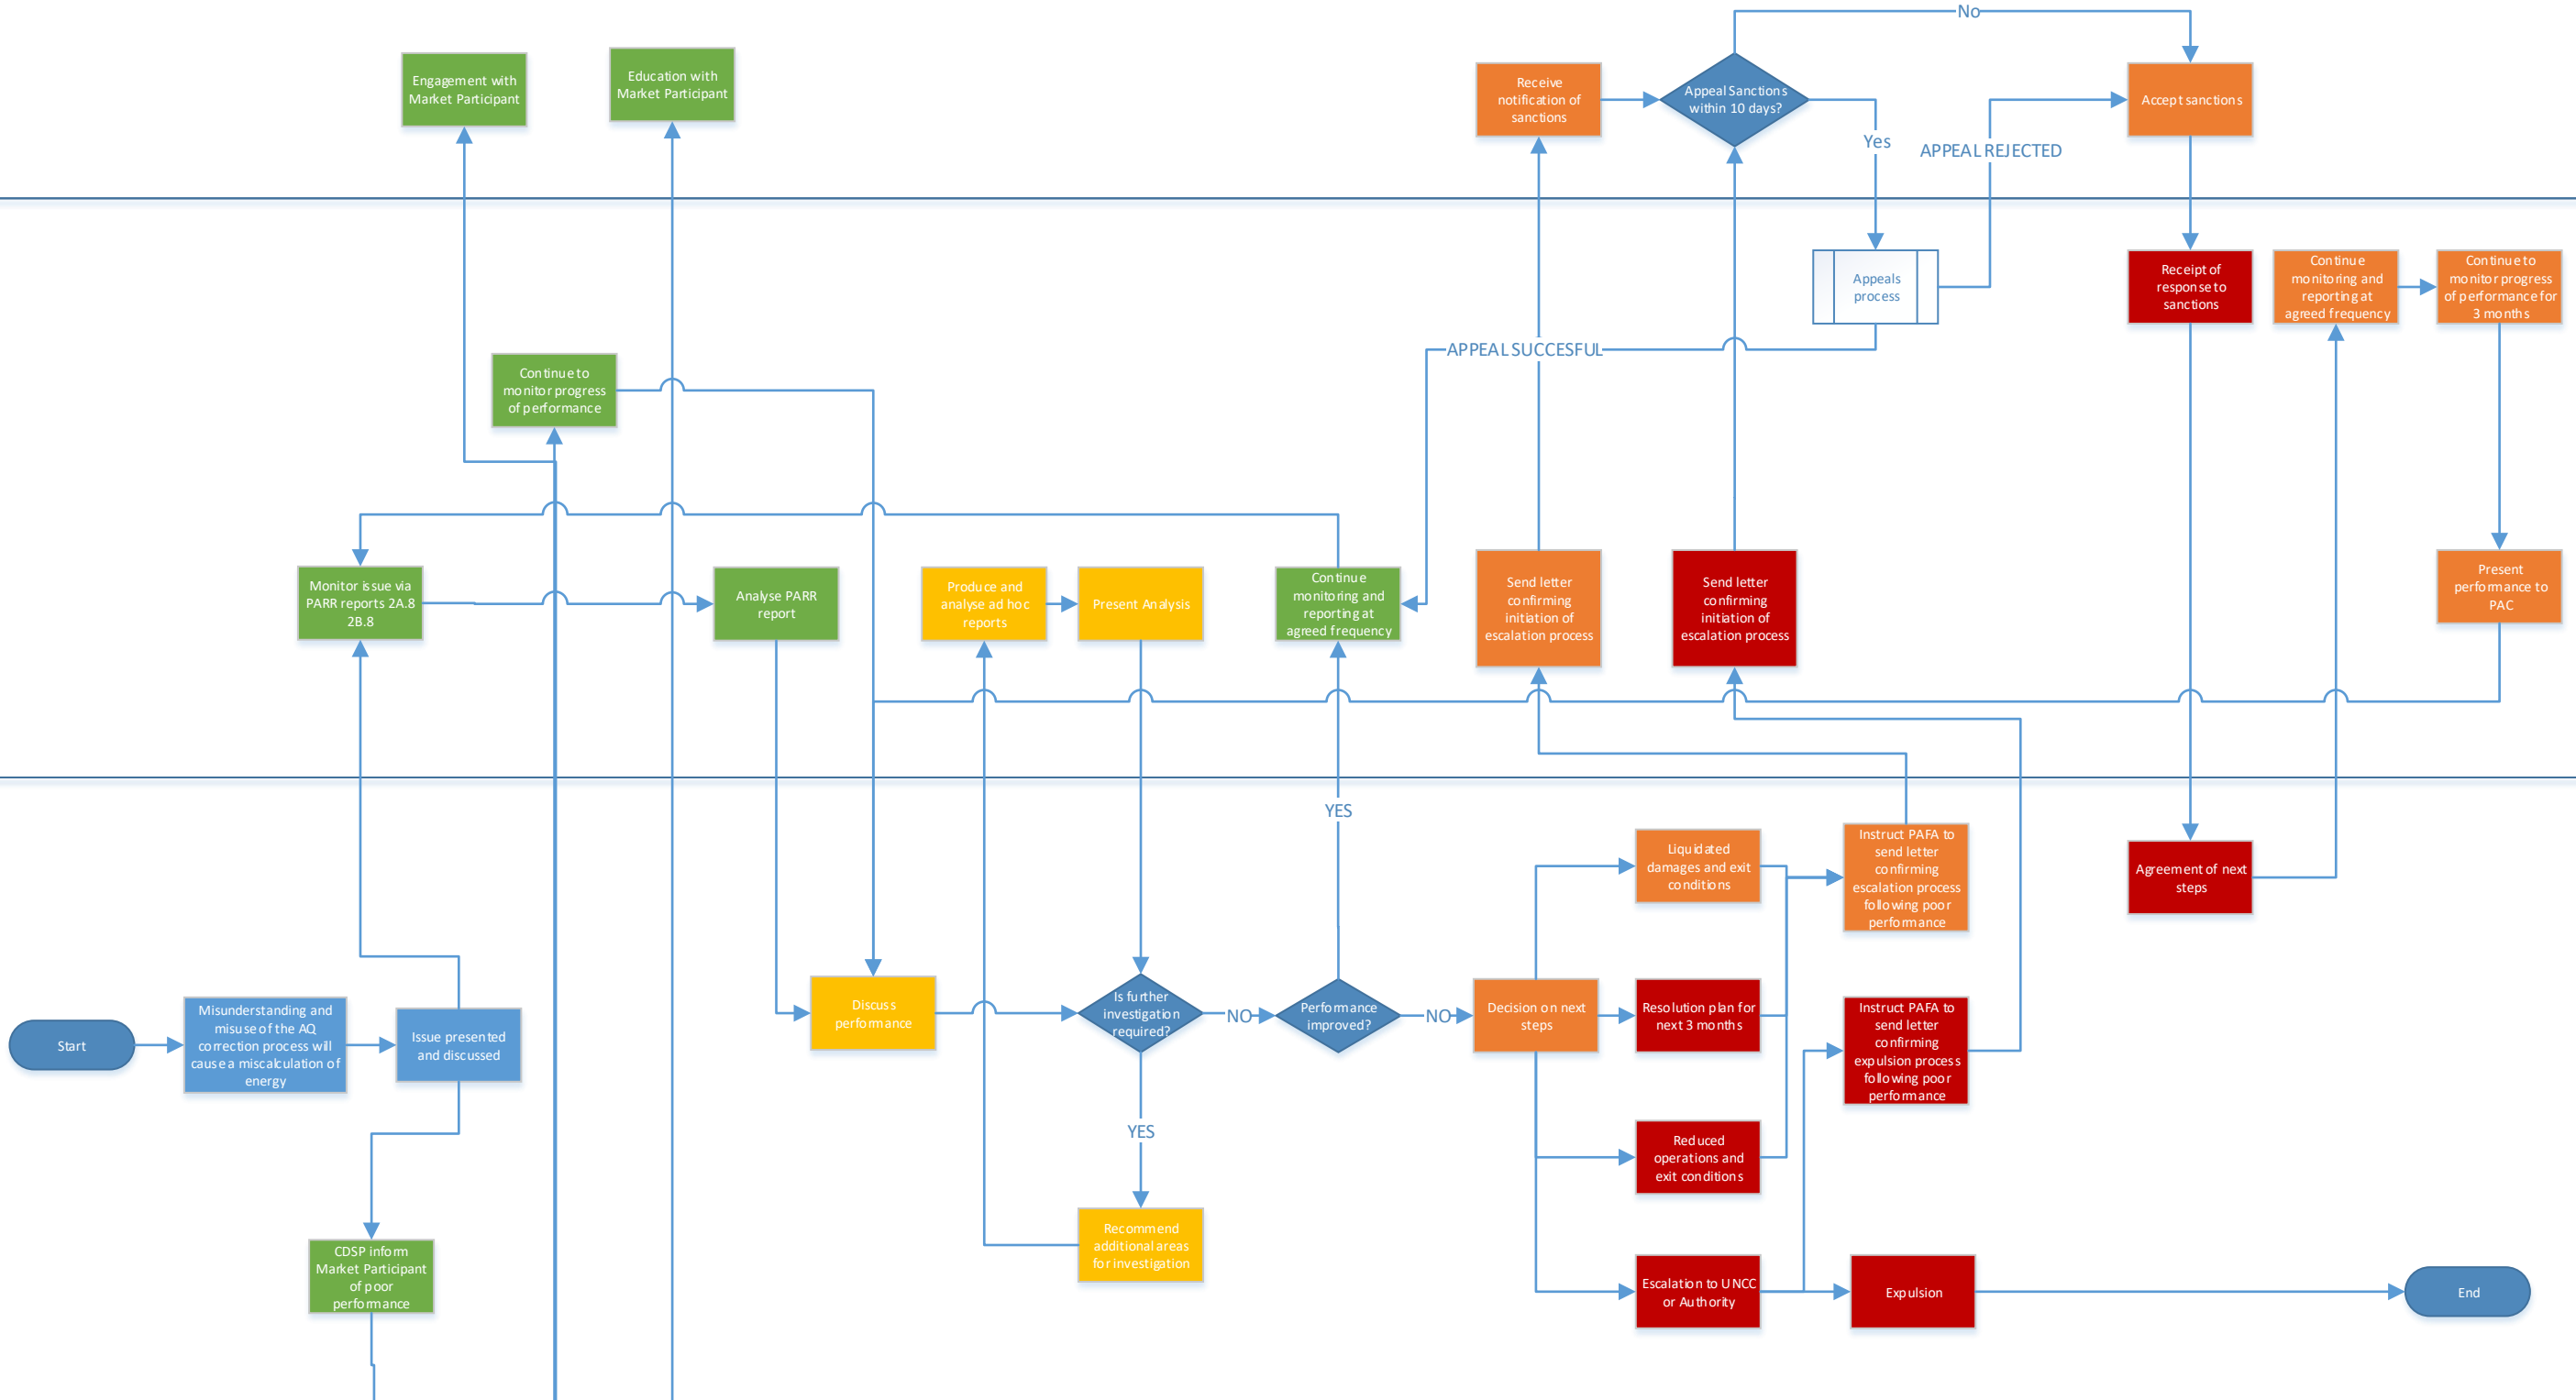 No
Engagement with
Market Participant
Education with
Market Participant
Receive
notification of
sanctions
Appeal Sanctions
within 10 days?
Accept sanctions
Yes
APPEAL REJECTED
Appeals
process
Receipt of
response to
sanctions
Continue
monitoring and
reporting at
agreed frequency
Continue to
monitor progress
of performance for
3 months
APPEAL SUCCESFUL
Continue to
monitor progress
of performance
Monitor issue via
PARR reports 2A.8
2B.8
Analyse PARR
report
Produce and
analyse ad hoc
reports
Present Analysis
Continue
monitoring and
reporting at
agreed frequency
Send letter
confirming
initiation of
escalation process
Send letter
confirming
initiation of
escalation process
Present
performance to
PAC
YES
Liquidated
damages and exit
conditions
Instruct PAFA to
send letter
confirming
escalation process
following poor
performance
Agreement of next
steps
Start
Misunderstanding and
misuse of the AQ
correction process will
cause a miscalculation of
energy
Issue presented
and discussed
Discuss
performance
Is further
investigation
required?
NO
Performance
improved?
NO
Decision on next
steps
Resolution plan for
next 3 months
Instruct PAFA to
send letter
confirming
expulsion process
following poor
performance
YES
Reduced
operations and
exit conditions
Recommend
additional areas
for investigation
CDSP inform
Market Participant
of poor
performance
Escalation to UNCC
or Authority
Expulsion
End